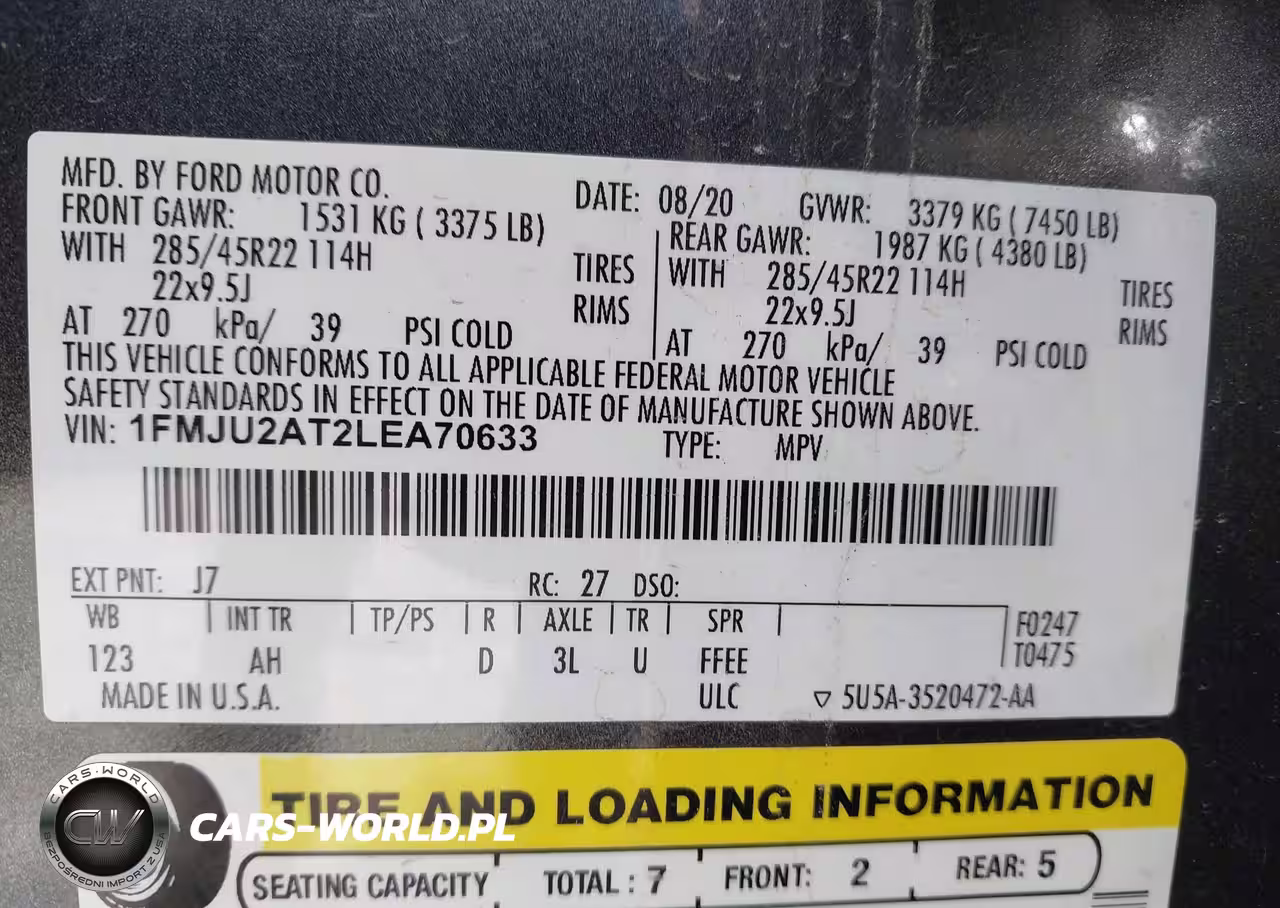 MFD. BY FORD MOTOR CO. DATE: 08/20 GVWR: 3379 KG ( 7450 LB)
FRONT GAWR: 1531 KG ( 3375 LB) REAR GAWR: 1987 KG ( 4380 LB)
WITH 285/45R22 114H TIRES WITH 285/45R22 114H TIRES
22x9.5J RIMS 22x9.5J RIMS
AT 270 kPa/ 39 PSI COLD AT 270 kPa/ 39 PSI COLD
THIS VEHICLE CONFORMS TO ALL APPLICABLE FEDERAL MOTOR VEHICLE
SAFETY STANDARDS IN EFFECT ON THE DATE OF MANUFACTURE SHOWN ABOVE.
VIN: 1FMJU2AT2LEA70633 TYPE: MPV
EXT PNT: J7 RC: 27 DSO:
WB INT TR TP/PS R AXLE TR SPR F0247
123 AH D 3L U FFEE T0475
MADE IN U.S.A. ULC ▽ 5U5A-3520472-AA
TIRE AND LOADING INFORMATION
SEATING CAPACITY TOTAL : 7 FRONT: 2 REAR: 5
CARS-WORLD
CW
BEZPOŚREDNI IMPORT Z USA
CARS-WORLD.PL